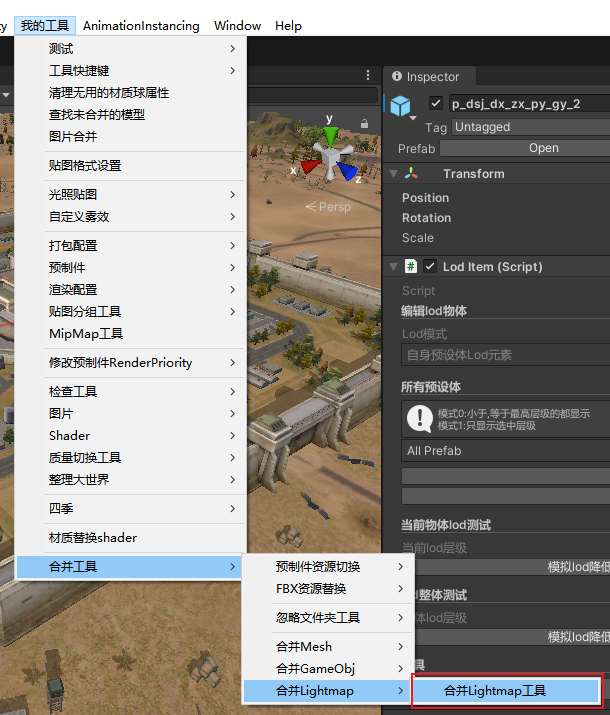 y 我的工具 AnimationInstancing Window Help
测试
工具快捷键
清理无用的材质球属性
查找未合并的模型
图片合并
贴图格式设置
光照贴图
自定义雾效
打包配置
预制件
渲染配置
贴图分组工具
MipMap工具
修改预制件RenderPriority
检查工具
图片
Shader
质量切换工具
整理大世界
四季
材质替换shader
合并工具
预制件资源切换
FBX资源替换
忽略文件夹工具
合并Mesh
合并GameObj
合并Lightmap
合并Lightmap工具
y
x
z
Persp
Inspector
p_dsj_dx_zx_py_gy_2
Tag Untagged
Prefab Open
Transform
Position
Rotation
Scale
Lod Item (Script)
Script
编辑lod物体
Lod模式
自身预设体Lod元素
所有预设体
模式0:小于,等于最高层级的都显示
模式1:只显示选中层级
All Prefab
当前物体lod测试
当前lod层级
模拟lod降低
整体测试
体lod层级
模拟lod降低
具